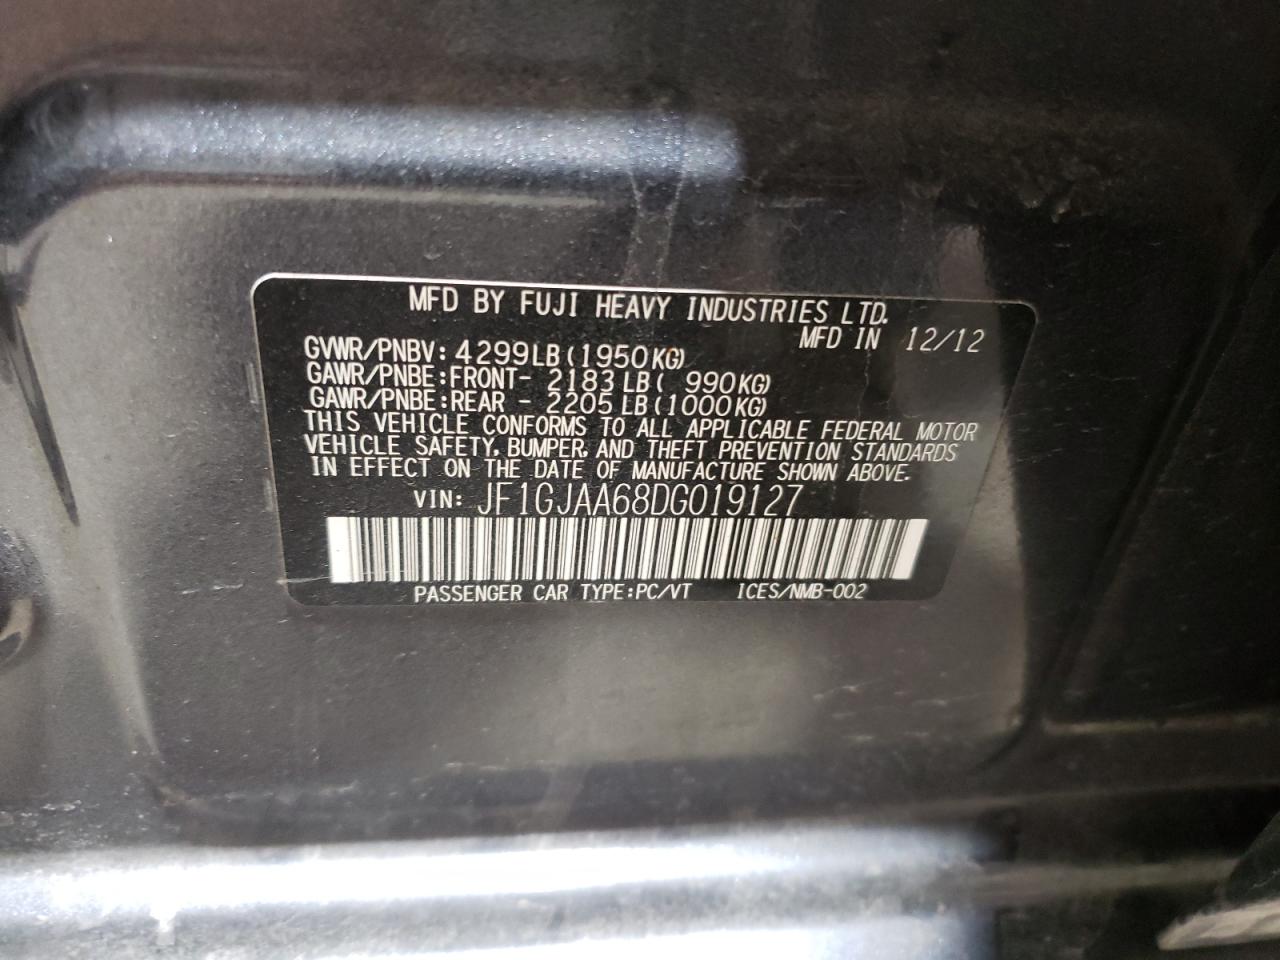 MFD BY FUJI HEAVY INDUSTRIES LTD.
MFD IN 12/12
GVWR/PNBV: 4299LB(1950KG)
GAWR/PNBE:FRONT- 2183LB( 990KG)
GAWR/PNBE:REAR - 2205LB(1000KG)
THIS VEHICLE CONFORMS TO ALL APPLICABLE FEDERAL MOTOR
VEHICLE SAFETY, BUMPER, AND THEFT PREVENTION STANDARDS
IN EFFECT ON THE DATE OF MANUFACTURE SHOWN ABOVE.
VIN: JF1GJAA68DG019127
PASSENGER CAR TYPE:PC/VT ICES/NMB-002